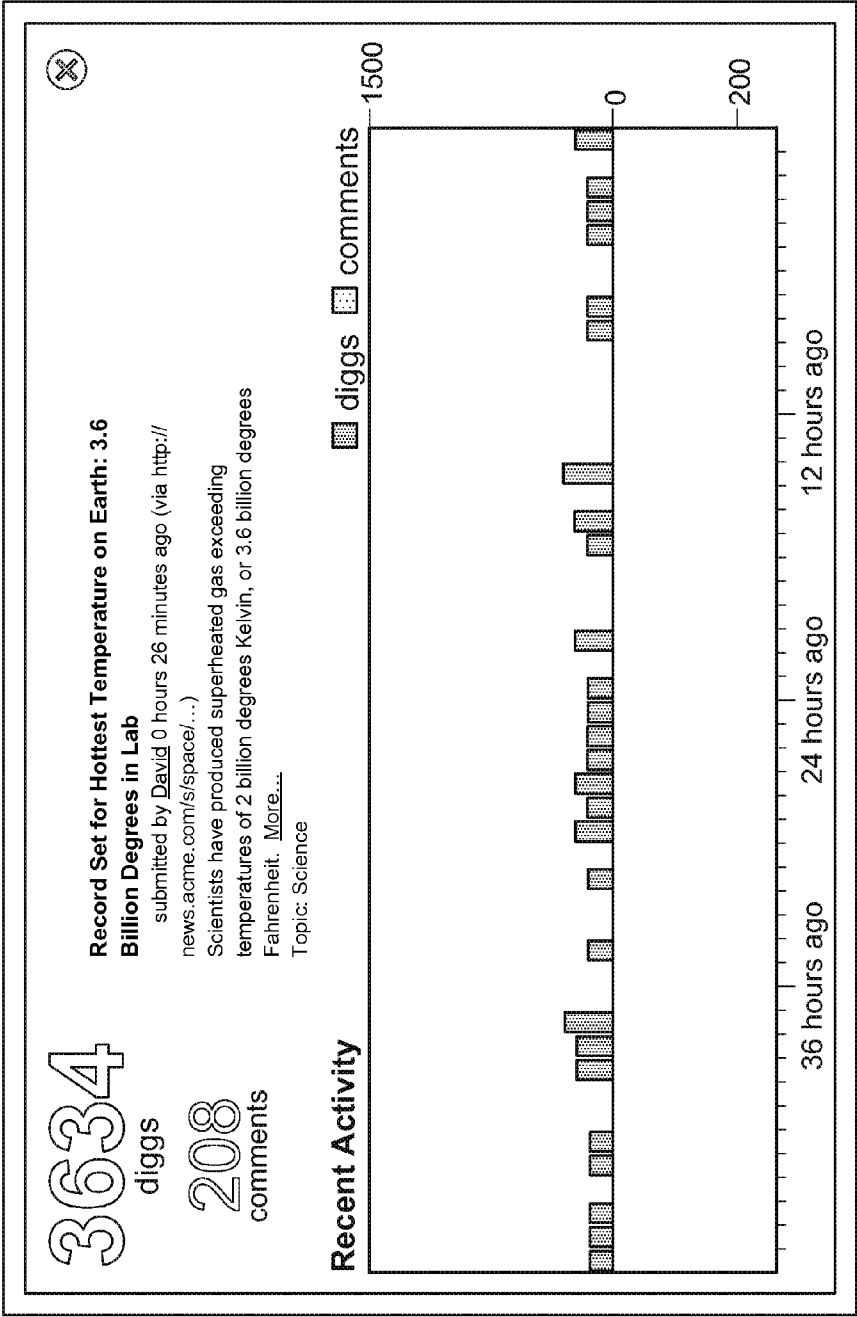 3634
diggs
208
comments
Record Set for Hottest Temperature on Earth: 3.6
Billion Degrees in Lab
submitted by David 0 hours 26 minutes ago (via http://
news.acme.com/s/space/...)
Scientists have produced superheated gas exceeding
temperatures of 2 billion degrees Kelvin, or 3.6 billion degrees
Fahrenheit. More...
Topic: Science
Recent Activity
diggs comments
1500
0
200
36 hours ago 24 hours ago 12 hours ago